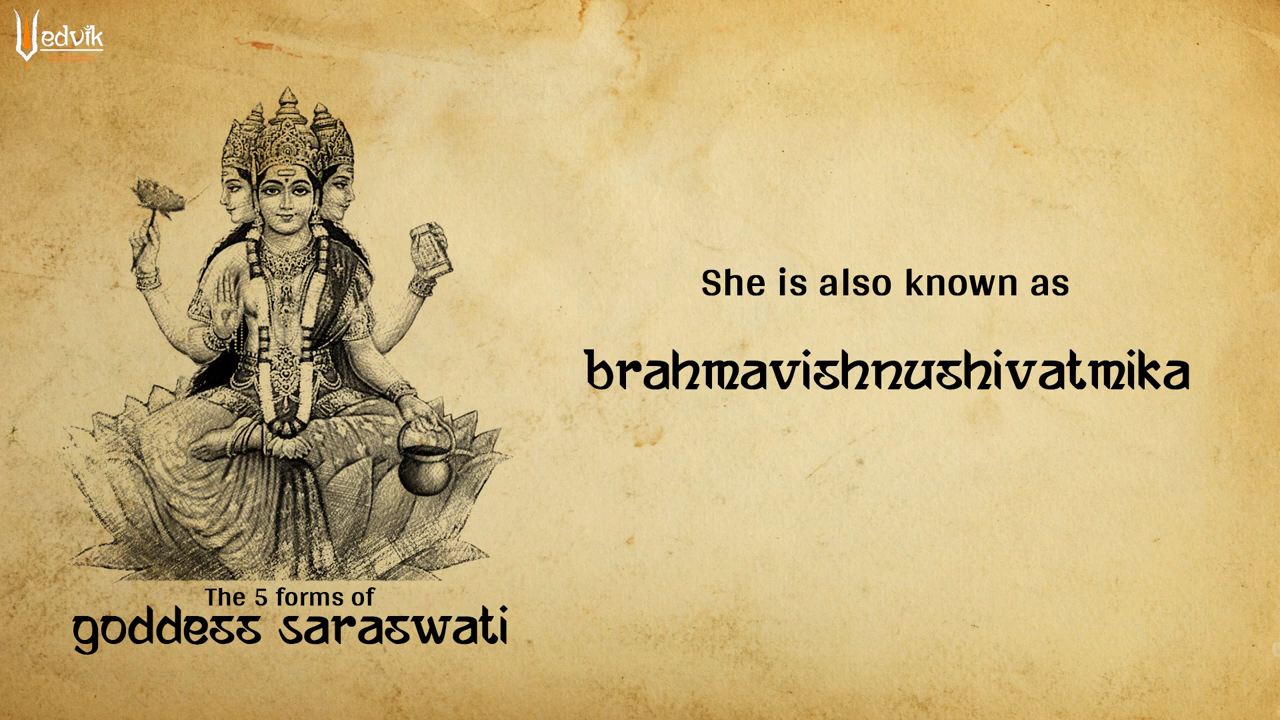 Vedvik
She is also known as
brahmavishnushivatmika
The 5 forms of
goddess saraswati